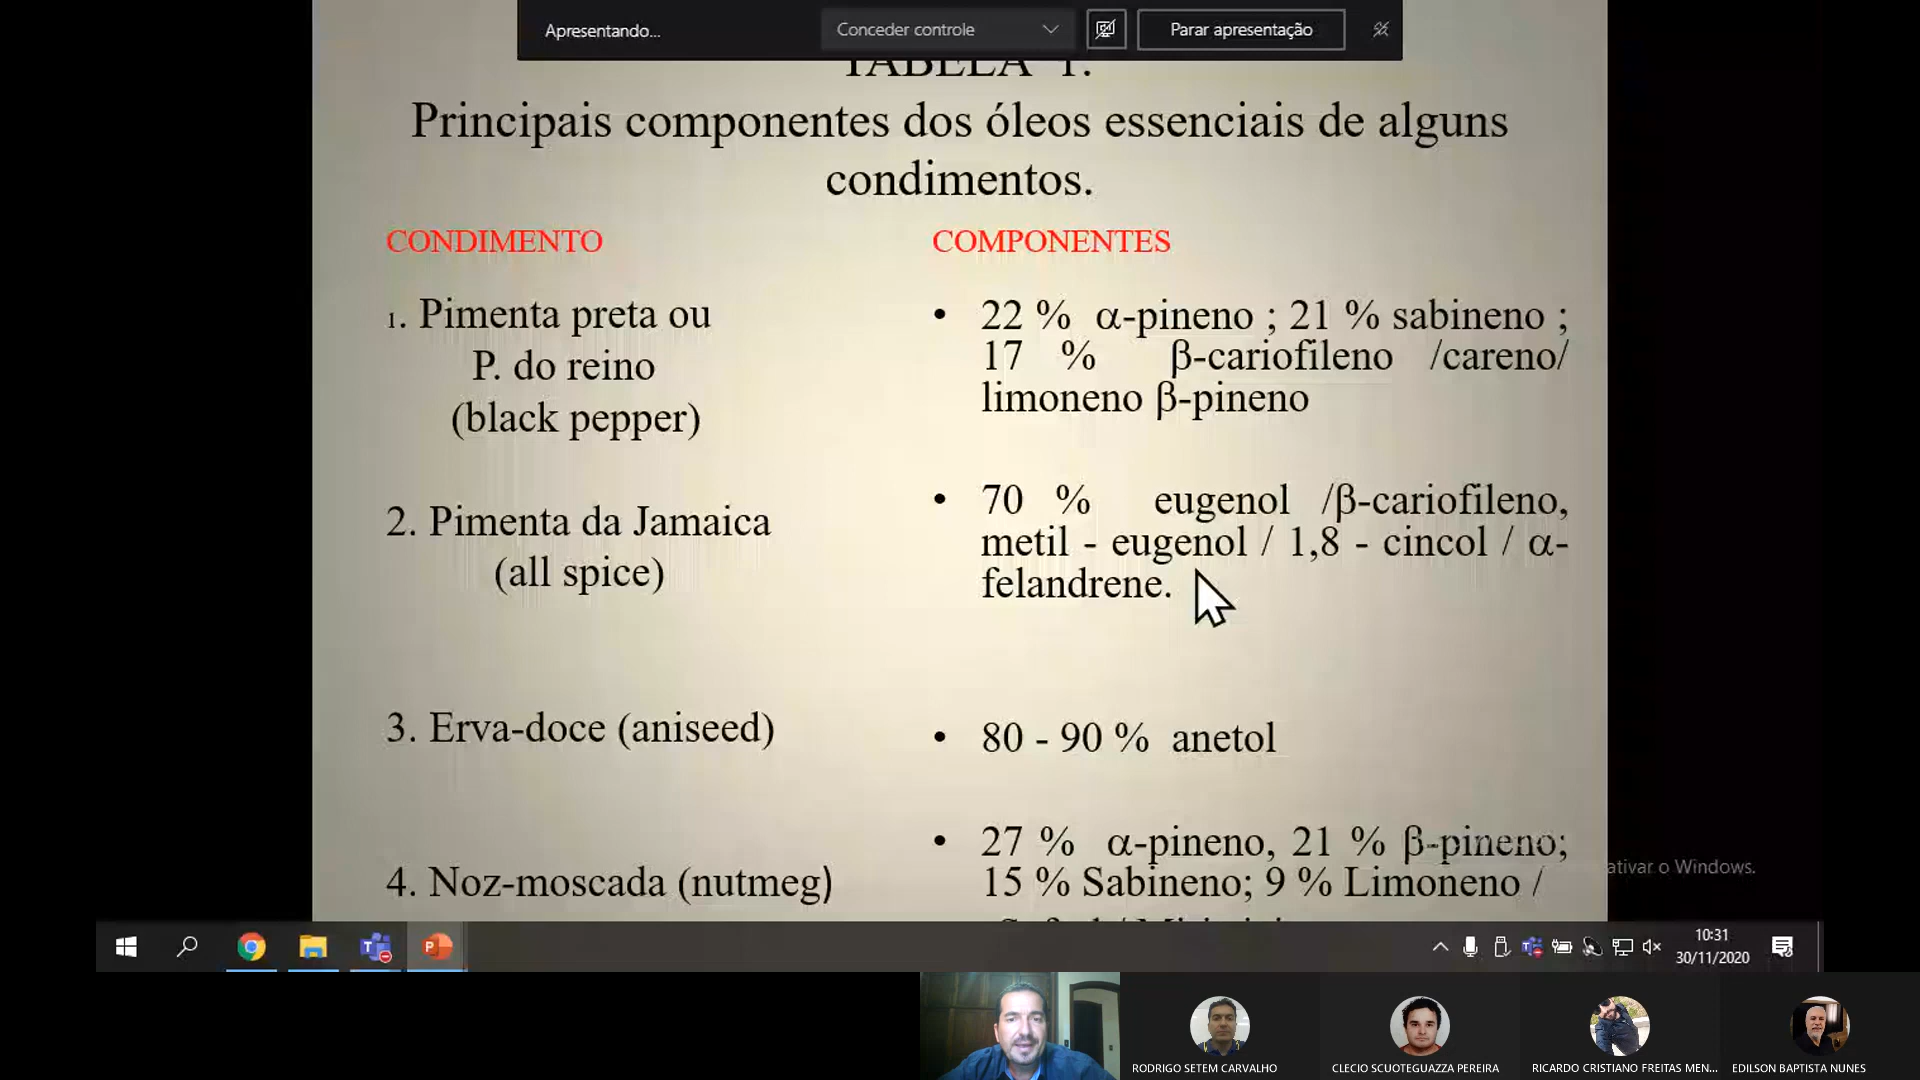 Apresentando...
Conceder controle
Parar apresentação
TABELA 1.
Principais componentes dos óleos essenciais de alguns
condimentos.
CONDIMENTO
COMPONENTES
1. Pimenta preta ou
P. do reino
(black pepper)
• 22 % α-pineno ; 21 % sabineno ;
17 % β-cariofileno /careno/
limoneno β-pineno
2. Pimenta da Jamaica
(all spice)
• 70 % eugenol /β-cariofileno,
metil - eugenol / 1,8 - cincol / α-
felandrene.
3. Erva-doce (aniseed)
• 80 - 90 % anetol
4. Noz-moscada (nutmeg)
• 27 % α-pineno, 21 % β-pineno;
15 % Sabineno; 9 % Limoneno /
ativar o Windows.
10:31
30/11/2020
RODRIGO SETEM CARVALHO
CLECIO SCUOTEGUAZZA PEREIRA
RICARDO CRISTIANO FREITAS MEN...
EDILSON BAPTISTA NUNES